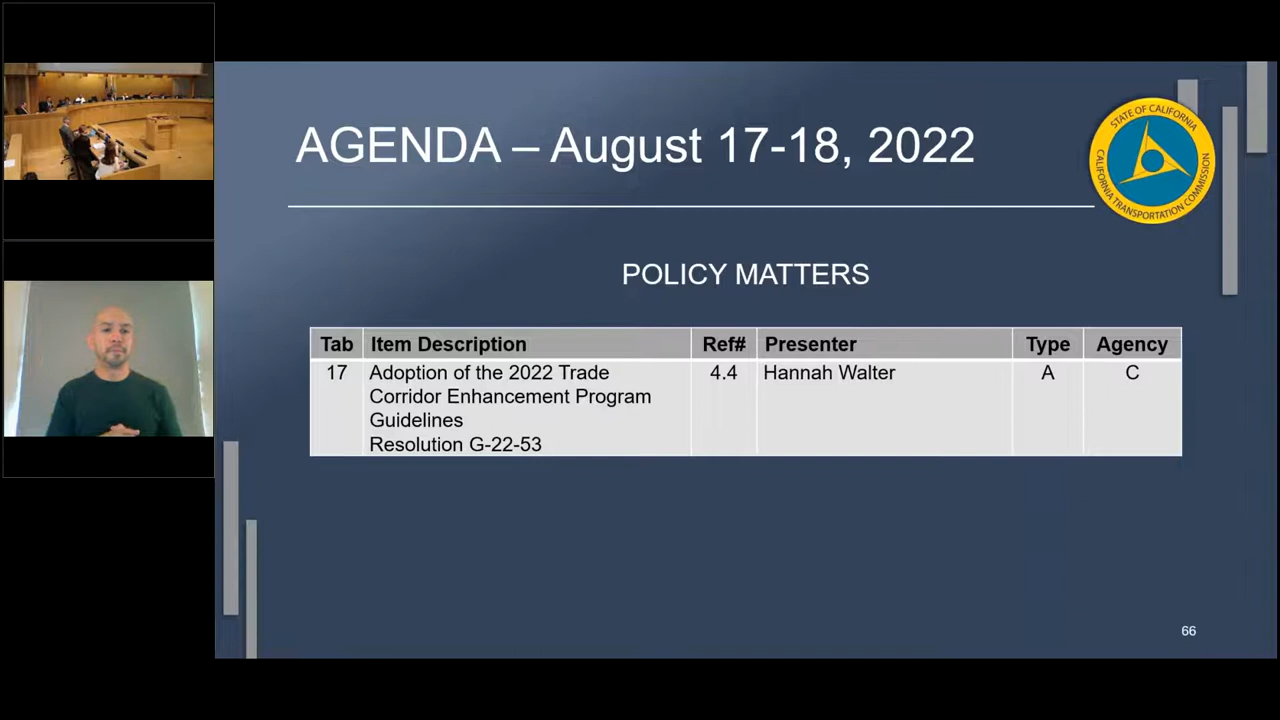 AGENDA – August 17-18, 2022
STATE OF CALIFORNIA
CALIFORNIA TRANSPORTATION COMMISSION
POLICY MATTERS
Tab Item Description Ref# Presenter Type Agency
17 Adoption of the 2022 Trade 4.4 Hannah Walter A C
Corridor Enhancement Program
Guidelines
Resolution G-22-53
66